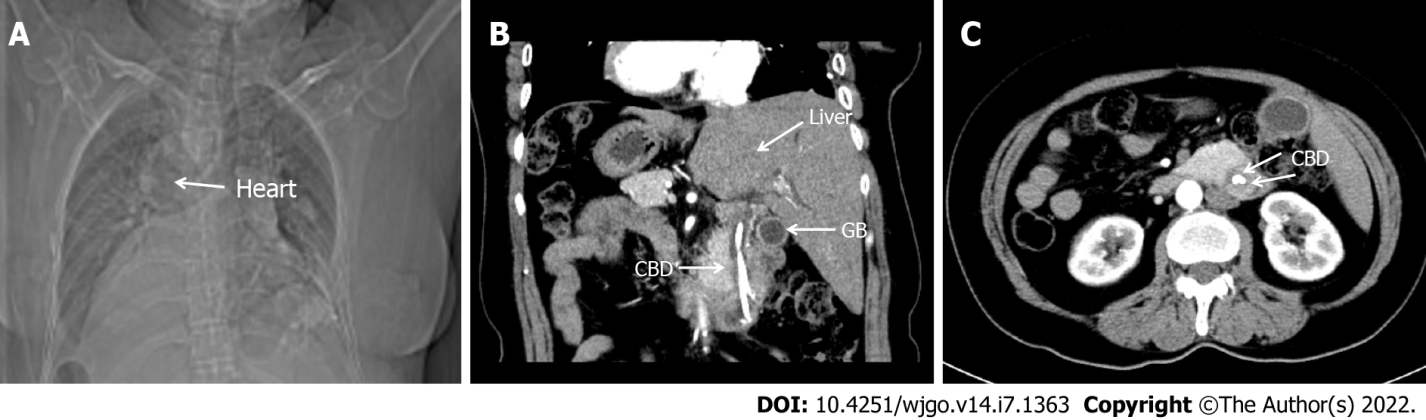 A
B
C
Heart
Liver
GB
CBD
CBD
DOI: 10.4251/wjgo.v14.i7.1363 Copyright ©The Author(s) 2022.